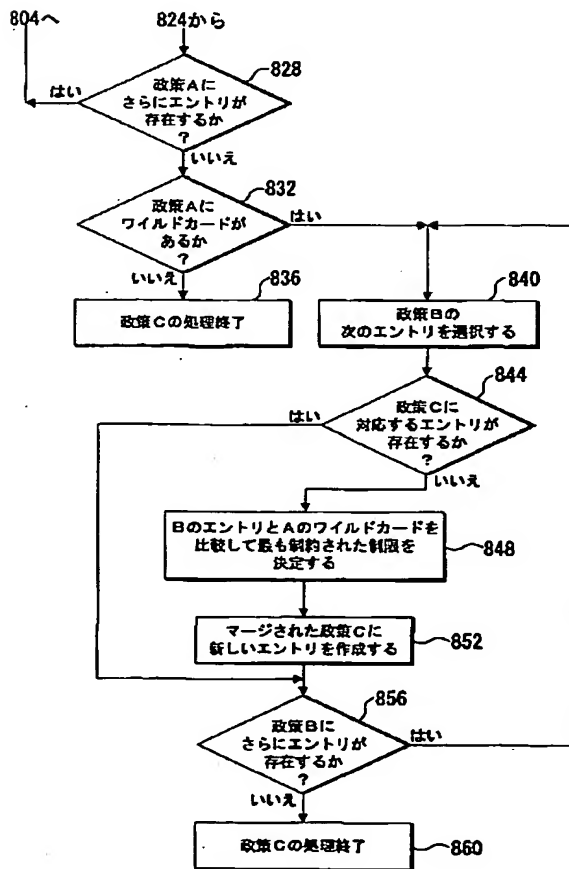 804へ
824から
828
政策Aに
さらにエントリが
存在するか
?
はい
いいえ
832
政策Aに
ワイルドカードが
あるか
?
はい
いいえ
836
政策Cの処理終了
840
政策Bの
次のエントリを選択する
844
政策Cに
対応するエントリが
存在するか
?
はい
いいえ
BのエントリとAのワイルドカードを
比較して最も制約された制限を
決定する
848
マージされた政策Cに
新しいエントリを作成する
852
856
政策Bに
さらにエントリが
存在するか
?
はい
いいえ
政策Cの処理終了
860